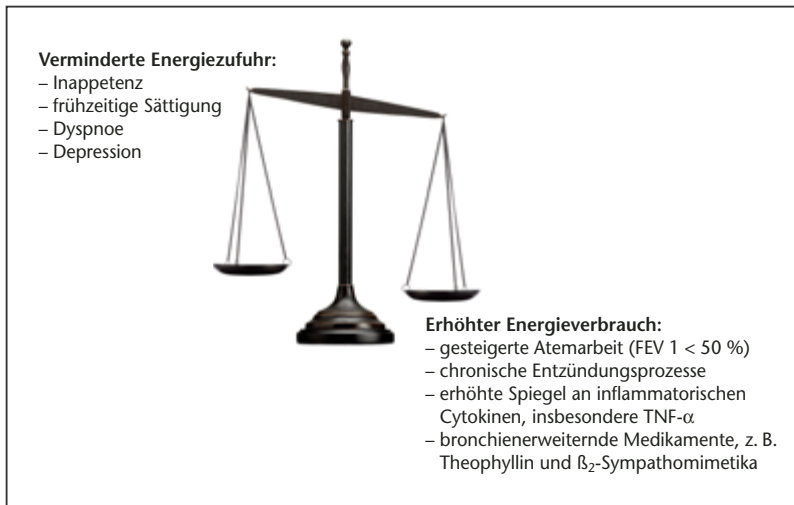 Verminderte Energiezufuhr:
– Inappetenz
– frühzeitige Sättigung
– Dyspnoe
– Depression
Erhöhter Energieverbrauch:
– gesteigerte Atemarbeit (FEV 1 < 50 %)
– chronische Entzündungsprozesse
– erhöhte Spiegel an inflammatorischen
Cytokinen, insbesondere TNF-α
– bronchienerweiternde Medikamente, z. B.
Theophyllin und ß₂-Sympathomimetika